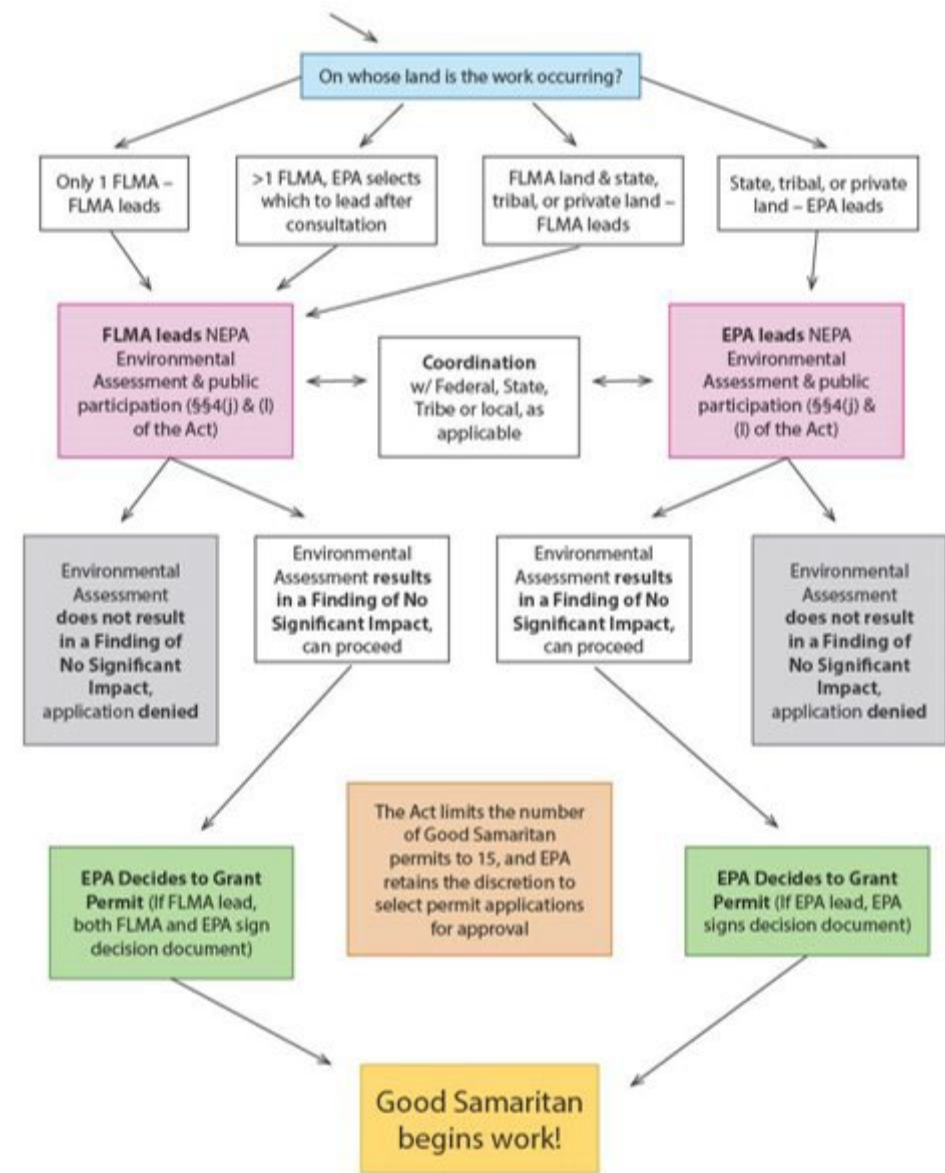 On whose land is the work occurring?
Only 1 FLMA –
FLMA leads
>1 FLMA, EPA selects
which to lead after
consultation
FLMA land & state,
tribal, or private land –
FLMA leads
State, tribal, or private
land – EPA leads
FLMA leads NEPA
Environmental
Assessment & public
participation (§§4(j) & (l)
of the Act)
Coordination
w/ Federal, State,
Tribe or local, as
applicable
EPA leads NEPA
Environmental
Assessment & public
participation (§§4(j) &
(l) of the Act)
Environmental
Assessment
does not result
in a Finding of
No Significant
Impact,
application denied
Environmental
Assessment results
in a Finding of No
Significant Impact,
can proceed
Environmental
Assessment results
in a Finding of No
Significant Impact,
can proceed
Environmental
Assessment
does not result
in a Finding of
No Significant
Impact,
application denied
The Act limits the number
of Good Samaritan
permits to 15, and EPA
retains the discretion to
select permit applications
for approval
EPA Decides to Grant
Permit (If FLMA lead,
both FLMA and EPA sign
decision document)
EPA Decides to Grant
Permit (If EPA lead, EPA
signs decision document)
Good Samaritan
begins work!